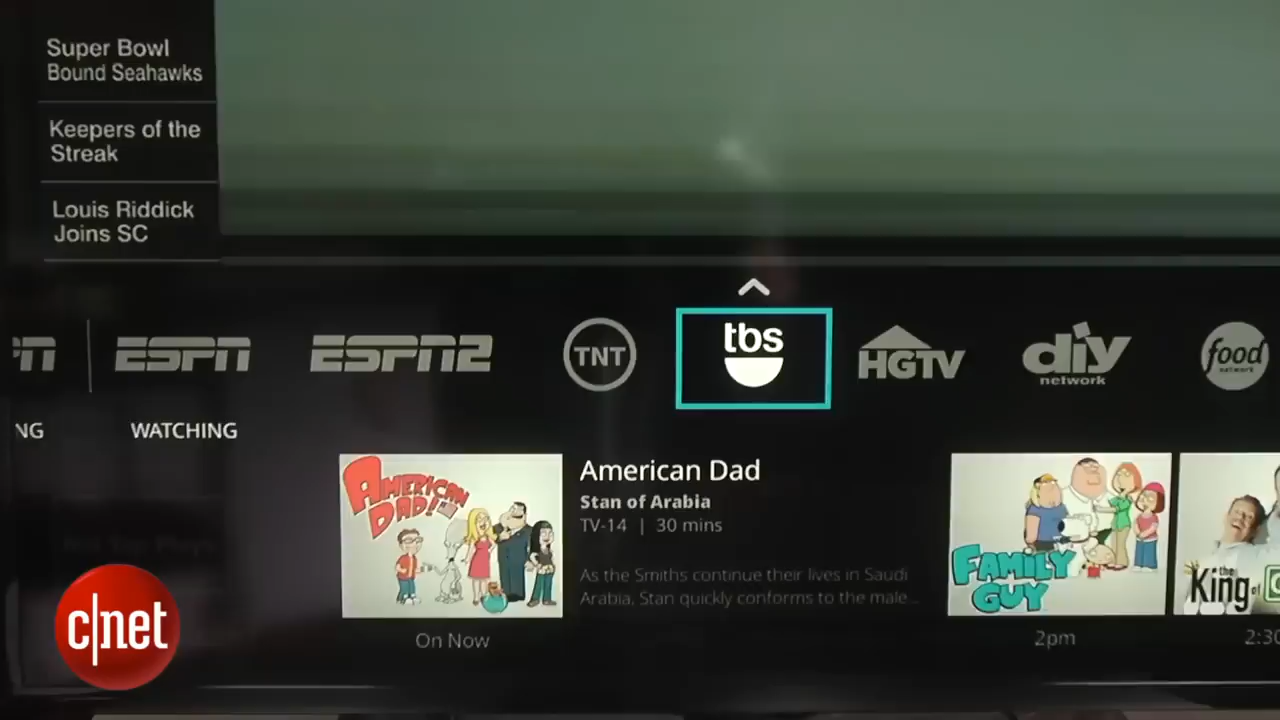 Super Bowl
Bound Seahawks
Keepers of the
Streak
Louis Riddick
Joins SC
ESPN
ESPN2
TNT
tbs
HGTV
diy
network
food
network
NG
WATCHING
AMERICAN
DAD!
American Dad
Stan of Arabia
TV-14 | 30 mins
As the Smiths continue their lives in Saudi
Arabia, Stan quickly conforms to the male...
On Now
FAMILY
GUY
2pm
the
King of
2:30
c|net